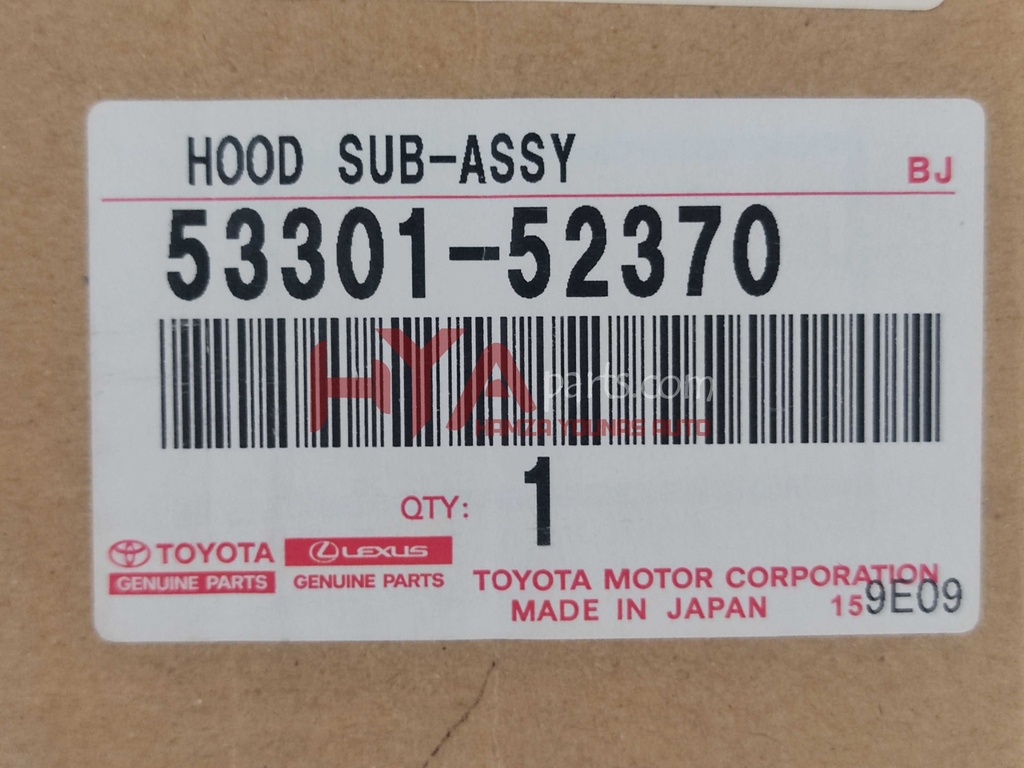 HOOD SUB-ASSY
BJ
53301-52370
HYA parts.com
HAMZA YOUNAS AUTO
QTY: 1
TOYOTA
GENUINE PARTS
LEXUS
GENUINE PARTS
TOYOTA MOTOR CORPORATION
MADE IN JAPAN 159E09